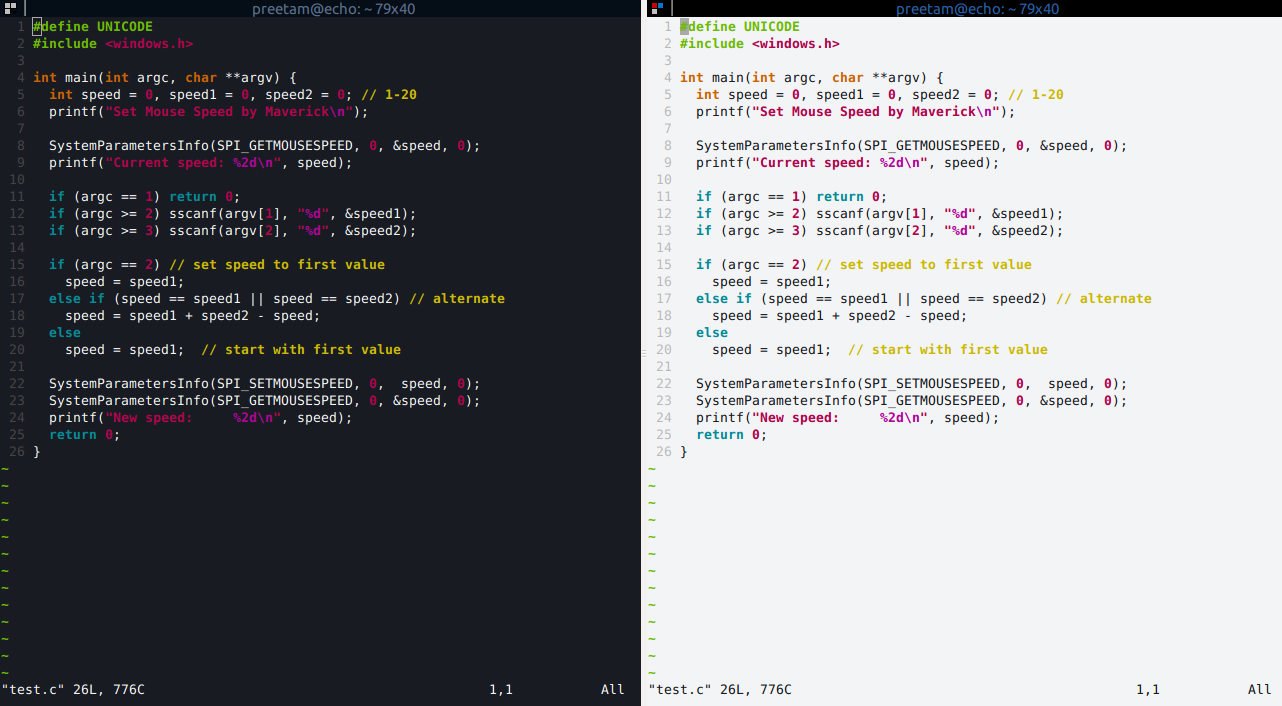 preetam@echo: ~ 79x40
1 #define UNICODE
2 #include <windows.h>
3
4 int main(int argc, char **argv) {
5   int speed = 0, speed1 = 0, speed2 = 0; // 1-20
6   printf("Set Mouse Speed by Maverick\n");
7
8   SystemParametersInfo(SPI_GETMOUSESPEED, 0, &speed, 0);
9   printf("Current speed: %2d\n", speed);
10
11   if (argc == 1) return 0;
12   if (argc >= 2) sscanf(argv[1], "%d", &speed1);
13   if (argc >= 3) sscanf(argv[2], "%d", &speed2);
14
15   if (argc == 2) // set speed to first value
16     speed = speed1;
17   else if (speed == speed1 || speed == speed2) // alternate
18     speed = speed1 + speed2 - speed;
19   else
20     speed = speed1;  // start with first value
21
22   SystemParametersInfo(SPI_SETMOUSESPEED, 0,  speed, 0);
23   SystemParametersInfo(SPI_GETMOUSESPEED, 0, &speed, 0);
24   printf("New speed:     %2d\n", speed);
25   return 0;
26 }
~
~
~
~
~
~
~
~
~
~
~
~
~
"test.c" 26L, 776C 1,1 All
preetam@echo: ~ 79x40
1 #define UNICODE
2 #include <windows.h>
3
4 int main(int argc, char **argv) {
5   int speed = 0, speed1 = 0, speed2 = 0; // 1-20
6   printf("Set Mouse Speed by Maverick\n");
7
8   SystemParametersInfo(SPI_GETMOUSESPEED, 0, &speed, 0);
9   printf("Current speed: %2d\n", speed);
10
11   if (argc == 1) return 0;
12   if (argc >= 2) sscanf(argv[1], "%d", &speed1);
13   if (argc >= 3) sscanf(argv[2], "%d", &speed2);
14
15   if (argc == 2) // set speed to first value
16     speed = speed1;
17   else if (speed == speed1 || speed == speed2) // alternate
18     speed = speed1 + speed2 - speed;
19   else
20     speed = speed1;  // start with first value
21
22   SystemParametersInfo(SPI_SETMOUSESPEED, 0,  speed, 0);
23   SystemParametersInfo(SPI_GETMOUSESPEED, 0, &speed, 0);
24   printf("New speed:     %2d\n", speed);
25   return 0;
26 }
~
~
~
~
~
~
~
~
~
~
~
~
~
"test.c" 26L, 776C 1,1 All